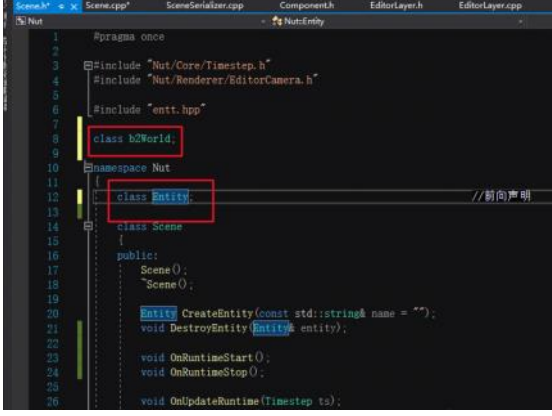 Scene.h* Scene.cpp* SceneSerializer.cpp Component.h EditorLayer.h EditorLayer.cpp
Nut Nut::Entity
1 #pragma once
2
3 #include "Nut/Core/Timestep.h"
4 #include "Nut/Renderer/EditorCamera.h"
5
6 #include "entt.hpp"
7
8 class b2World;
9
10 namespace Nut
11 {
12 class Entity; //前向声明
13
14 class Scene
15 {
16 public:
17 Scene();
18 ~Scene();
19
20 Entity CreateEntity(const std::string& name = "");
21 void DestroyEntity(Entity& entity);
22
23 void OnRuntimeStart();
24 void OnRuntimeStop();
25
26 void OnUpdateRuntime(Timestep ts);